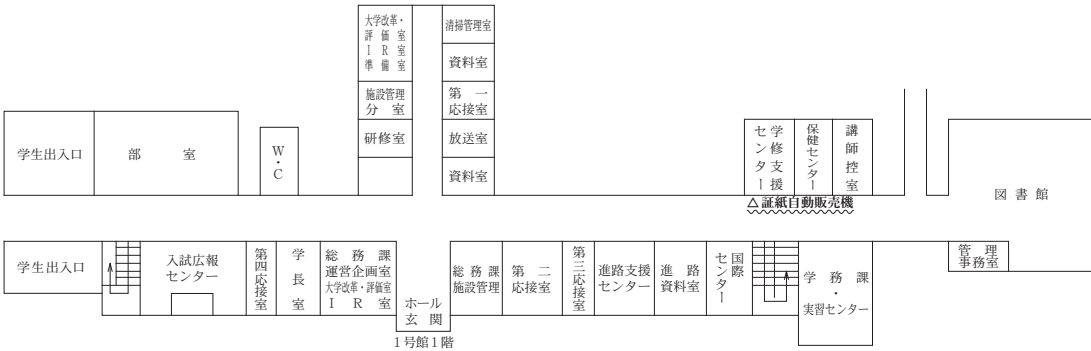 大学改革・
評価室
IR室
準備室
清掃管理室
資料室
施設管理
分室
第一
応接室
研修室
放送室
資料室
学生出入口
部室
W・C
学修支援
センター
保健センター
講師控室
△証紙自動販売機
図書館
学生出入口
入試広報
センター
第四応接室
学長室
総務課
運営企画室
大学改革・評価室
IR室
ホール
玄関
総務課
施設管理
第二
応接室
第三応接室
進路支援
センター
進路
資料室
国際
センター
学務課
・
実習センター
管理
事務室
1号館1階